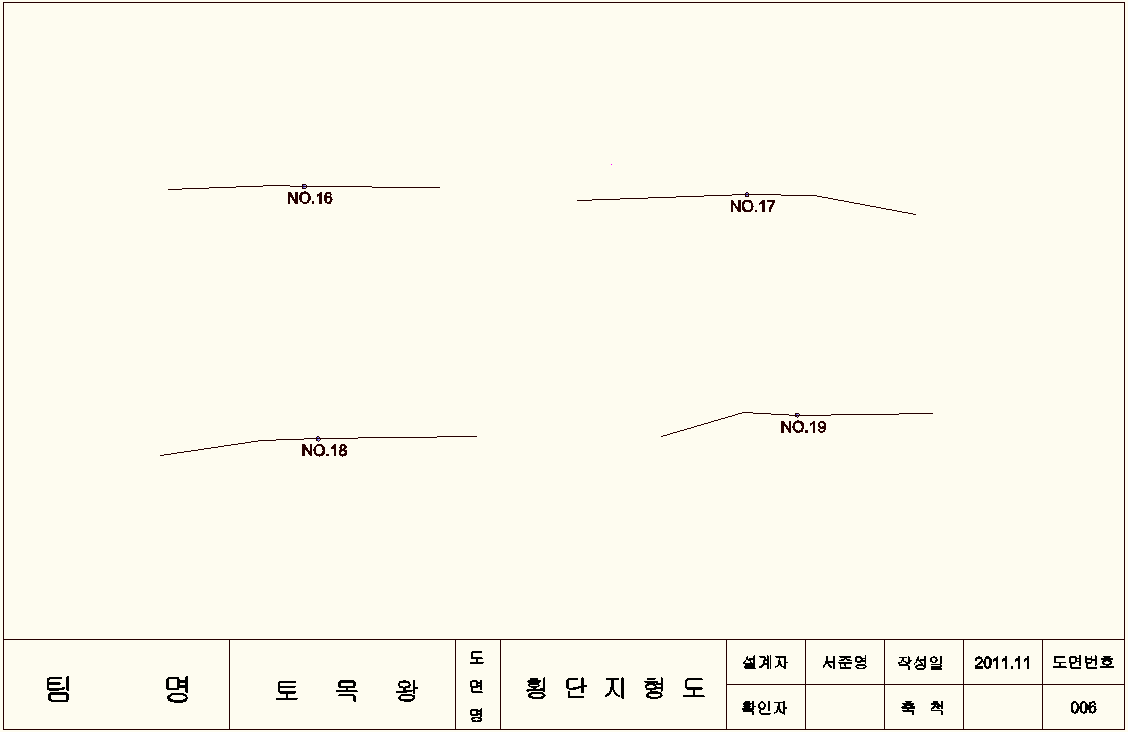 NO.16
NO.17
NO.18
NO.19
팀 명
토 목 왕
도
면
명
횡 단 지 형 도
설계자
서준영
작성일
2011.11
도면번호
확인자
축 척
006